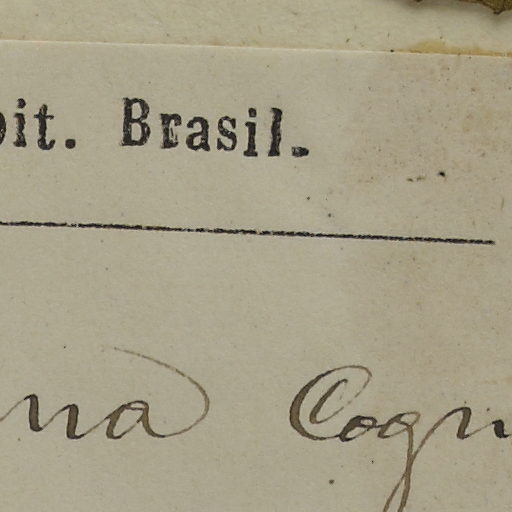 bit. Brasil.
na Cogn